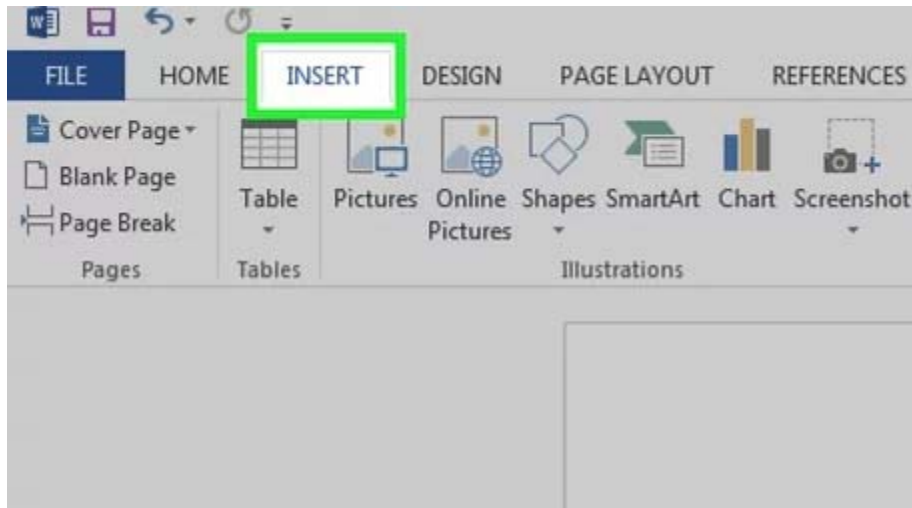 FILE HOME INSERT DESIGN PAGE LAYOUT REFERENCES
Cover Page
Blank Page
Page Break
Pages
Table
Tables
Pictures
Online Pictures
Shapes
SmartArt
Chart
Screenshot
Illustrations